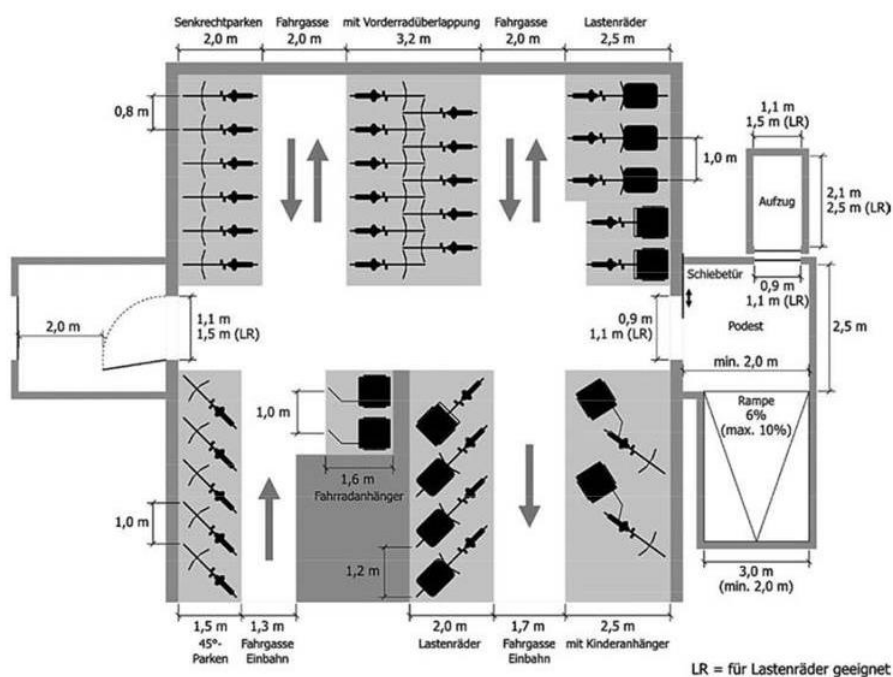 Senkrechtparken
2,0 m
Fahrgasse
2,0 m
mit Vorderradüberlappung
3,2 m
Fahrgasse
2,0 m
Lastenräder
2,5 m
0,8 m
1,0 m
1,1 m
1,5 m (LR)
2,1 m
2,5 m (LR)
Aufzug
Schiebetür
0,9 m
1,1 m (LR)
2,0 m
1,1 m
1,5 m (LR)
0,9 m
1,1 m (LR)
Podest
min. 2,0 m
2,5 m
1,0 m
1,6 m
Fahrradanhänger
1,0 m
1,2 m
Rampe
6%
(max. 10%)
3,0 m
(min. 2,0 m)
1,5 m
45°-
Parken
1,3 m
Fahrgasse
Einbahn
2,0 m
Lastenräder
1,7 m
Fahrgasse
Einbahn
2,5 m
mit Kinderanhänger
LR = für Lastenräder geeignet